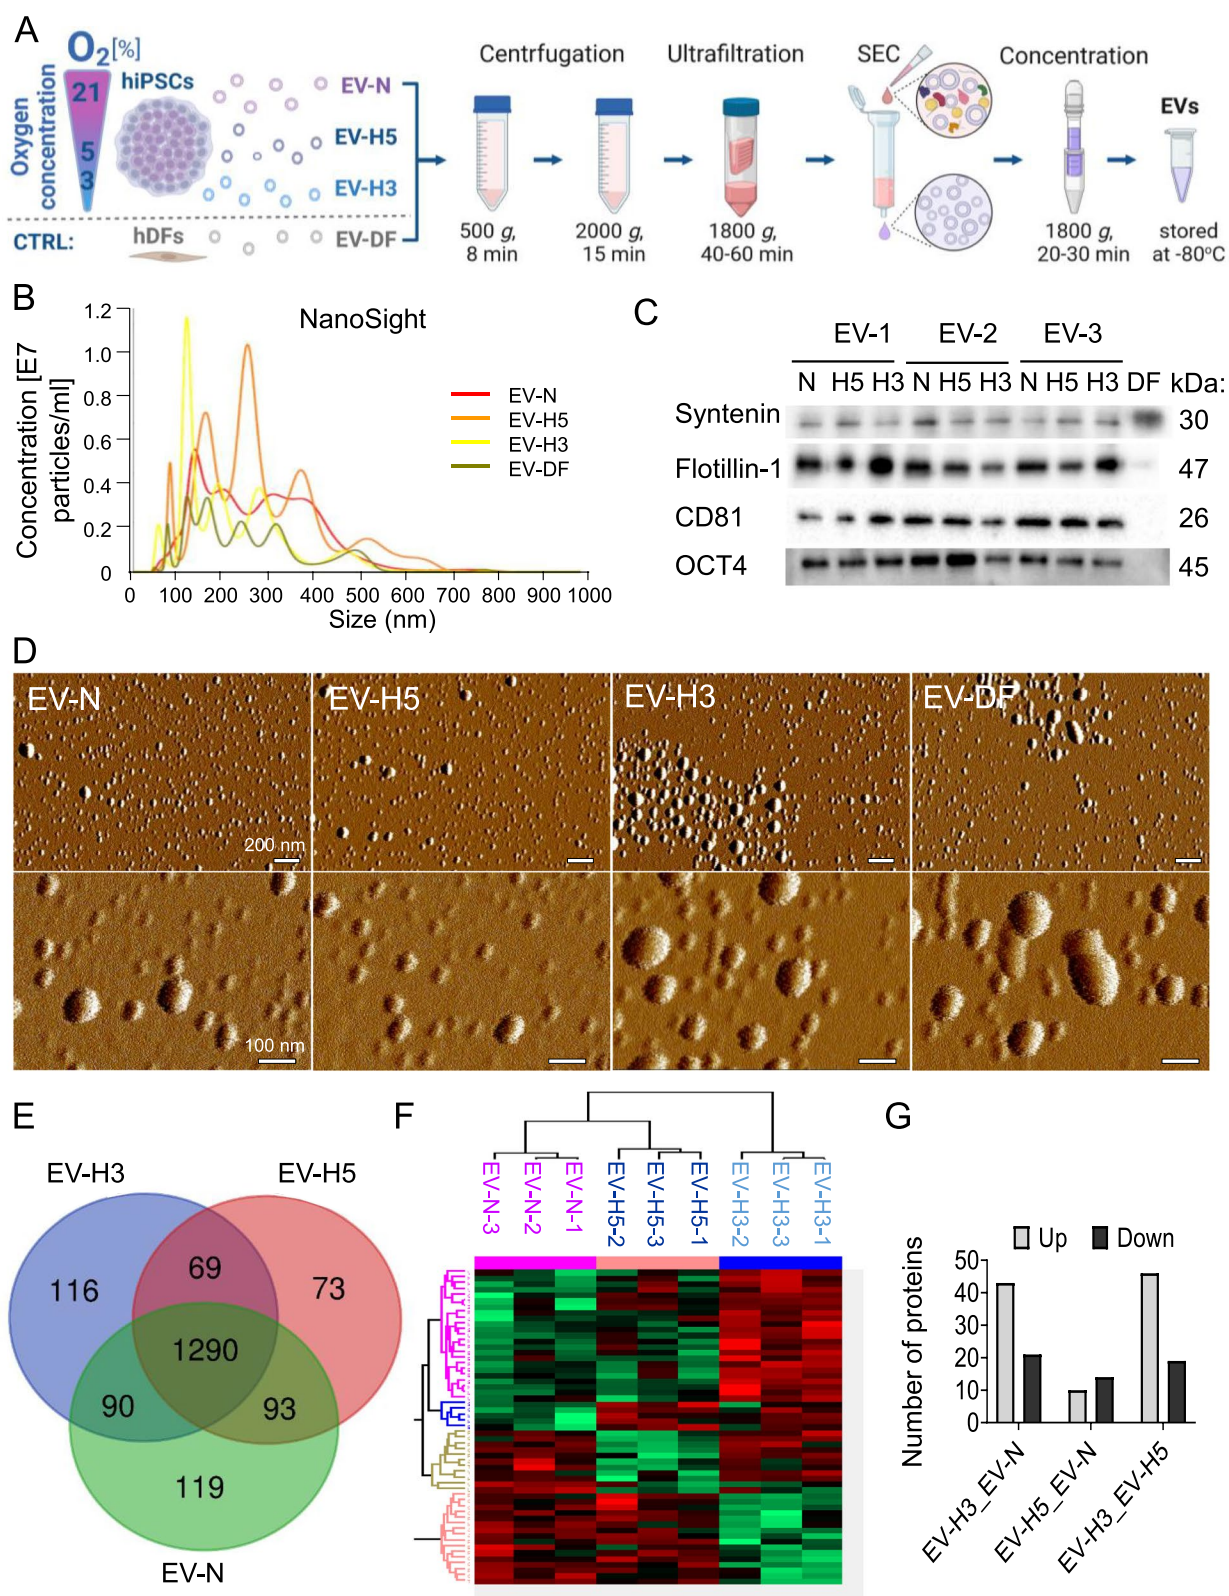 A
O2[%]
Oxygen
concentration
21
5
3
hiPSCs
EV-N
EV-H5
EV-H3
CTRL:
hDFs
EV-DF
Centrfugation
Ultrafiltration
SEC
Concentration
EVs
500 g,
8 min
2000 g,
15 min
1800 g,
40-60 min
1800 g,
20-30 min
stored
at -80ºC
B
NanoSight
Concentration [E7
particles/ml]
1.2
1.0
0.8
0.6
0.4
0.2
0
0 100 200 300 400 500 600 700 800 900 1000
Size (nm)
EV-N
EV-H5
EV-H3
EV-DF
C
EV-1 EV-2 EV-3
N H5 H3 N H5 H3 N H5 H3 DF kDa:
Syntenin 30
Flotillin-1 47
CD81 26
OCT4 45
D
EV-N
EV-H5
EV-H3
EV-DF
200 nm
100 nm
E
EV-H3
EV-H5
116
69
73
1290
90
93
119
EV-N
F
EV-N-3
EV-N-2
EV-N-1
EV-H5-2
EV-H5-3
EV-H5-1
EV-H3-2
EV-H3-3
EV-H3-1
G
Up Down
Number of proteins
50
40
30
20
10
0
EV-H3_EV-N
EV-H5_EV-N
EV-H3_EV-H5